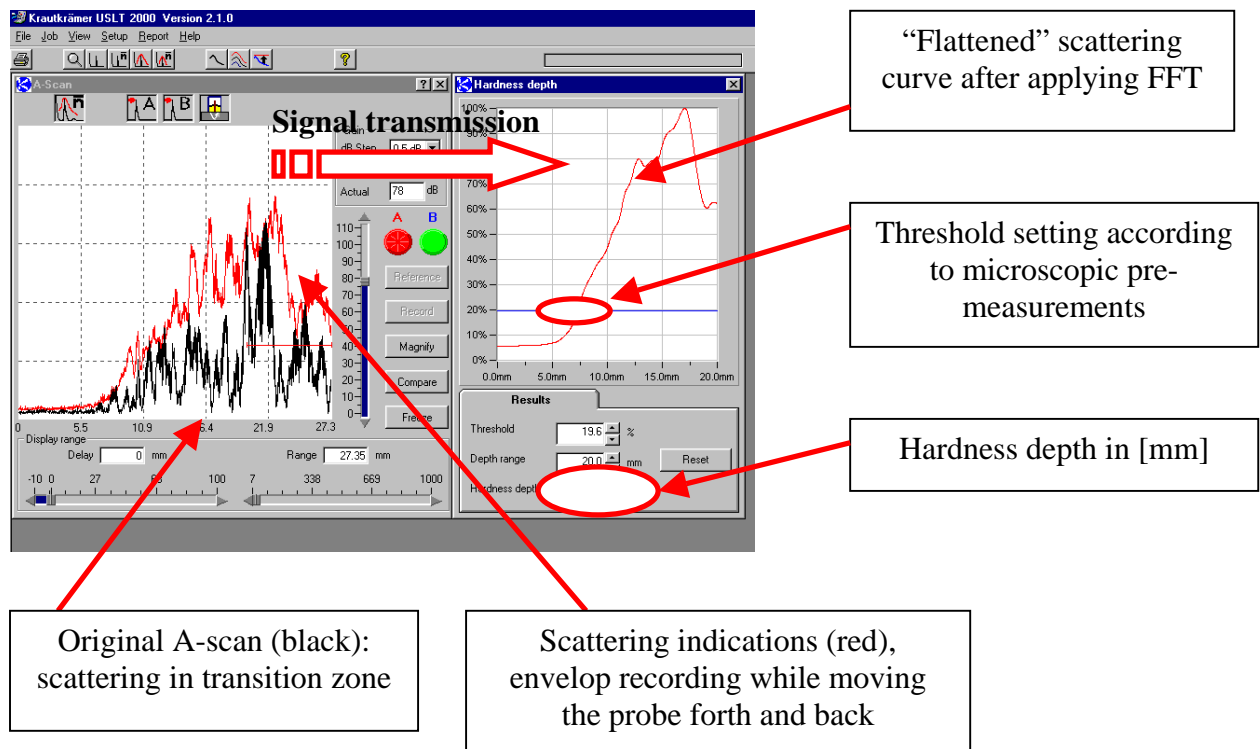 Krautkrämer USLT 2000 Version 2.1.0
File Job View Setup Report Help
A-Scan
Hardness depth
n
A
B
n
n
Signal transmission
Gain
dB Step 0.5 dB
Actual 78 dB
A B
110
100
90
80
70
60
50
40
30
20
10
0
Reference
Record
Magnify
Compare
Freeze
0 5.5 10.9 6.4 21.9 27.3
Display range
Delay 0 mm Range 27.35 mm
-10 0 27 63 100 7 338 669 1000
100%
90%
70%
60%
50%
40%
30%
20%
10%
0%
0.0mm 5.0mm 10.0mm 15.0mm 20.0mm
Results
Threshold 19.6 %
Depth range 20.0 mm Reset
Hardness depth
“Flattened” scattering
curve after applying FFT
Threshold setting according
to microscopic pre-
measurements
Hardness depth in [mm]
Original A-scan (black):
scattering in transition zone
Scattering indications (red),
envelop recording while moving
the probe forth and back